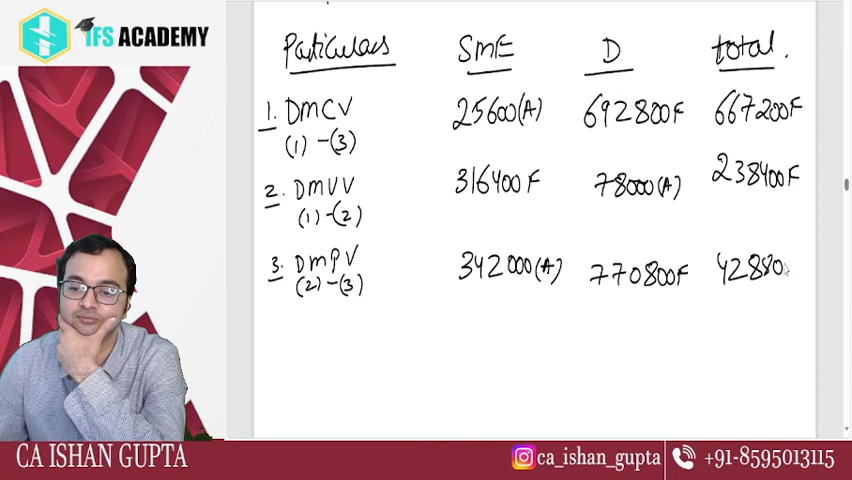 IFS ACADEMY
Particulars SME D total.
1. DMCV 25600(A) 692800F 667200F
(1)-(3)
2. DMUV 316400F 78000(A) 238400F
(1)-(2)
3. DMPV 342000(A) 770800F 42880
(2)-(3)
CA ISHAN GUPTA ca_ishan_gupta +91-8595013115